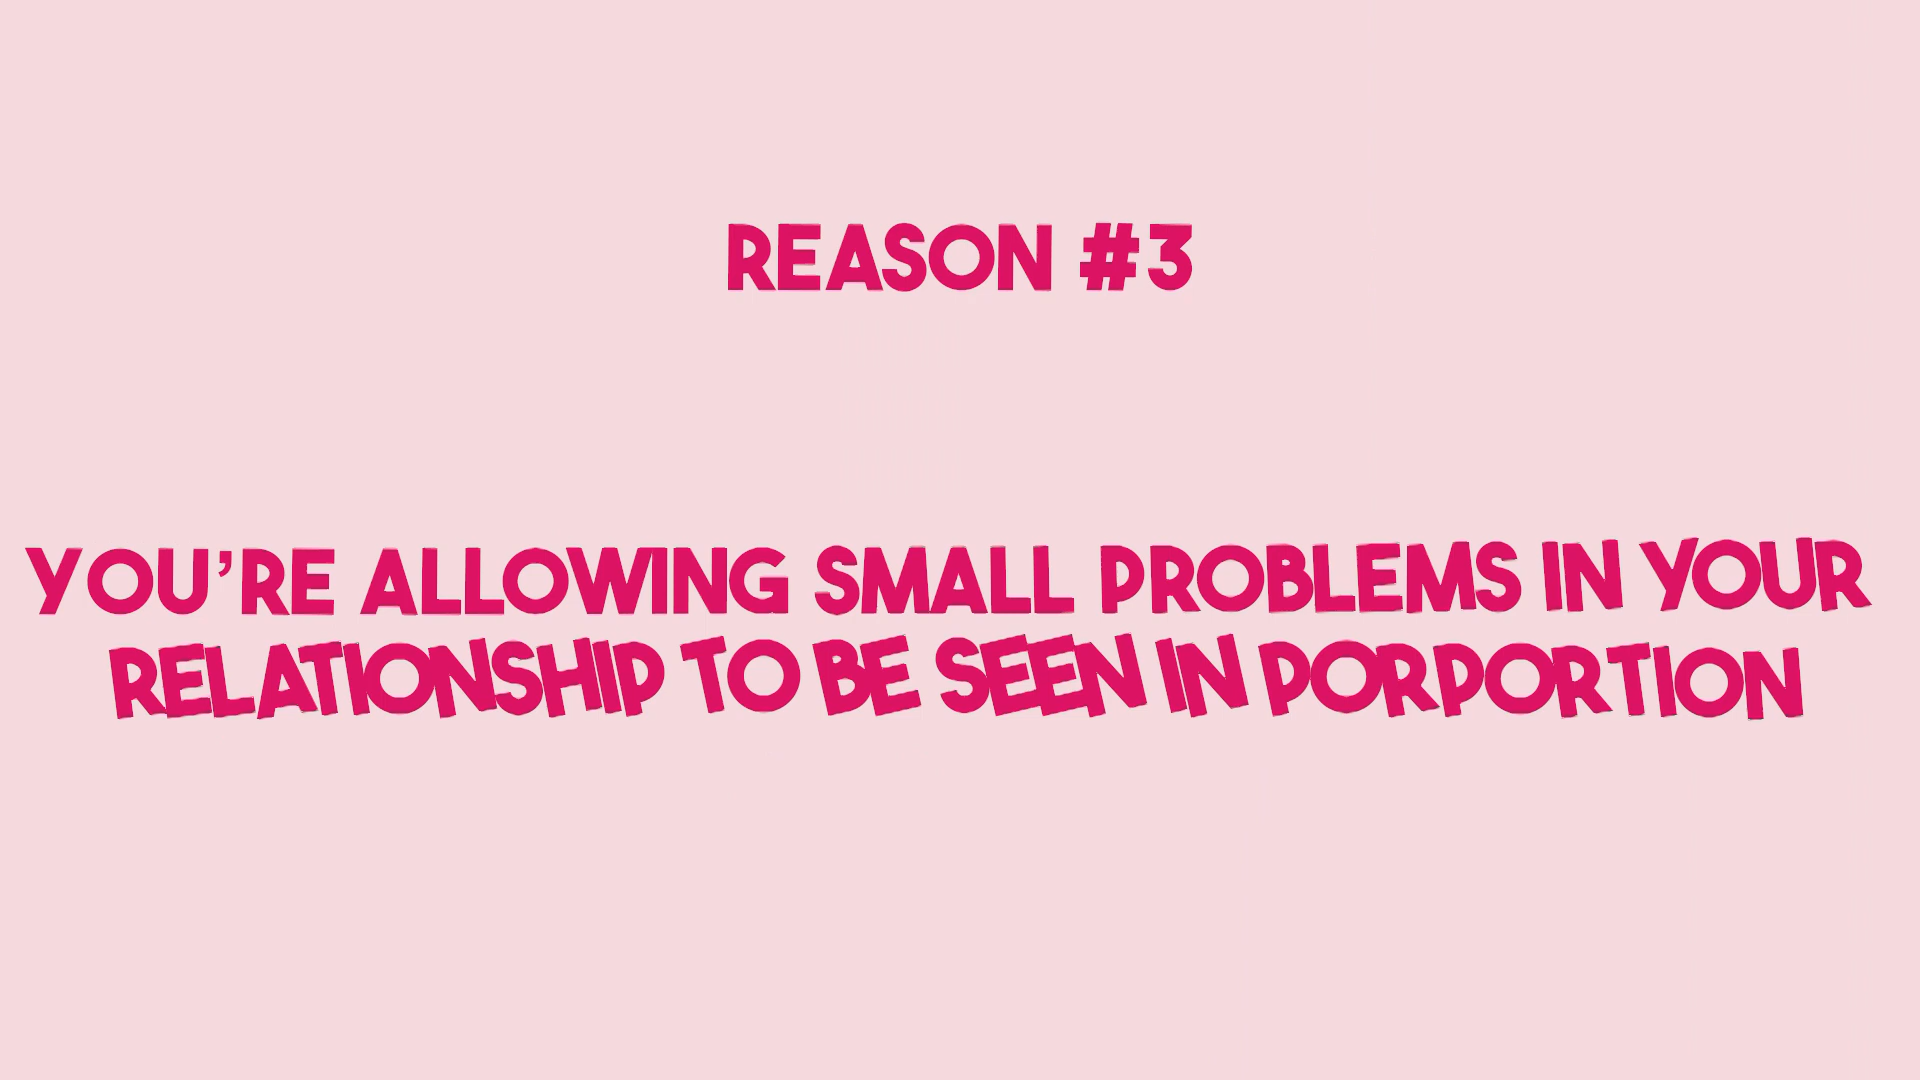 REASON #3
YOU'RE ALLOWING SMALL PROBLEMS IN YOUR
RELATIONSHIP TO BE SEEN IN PORPORTION